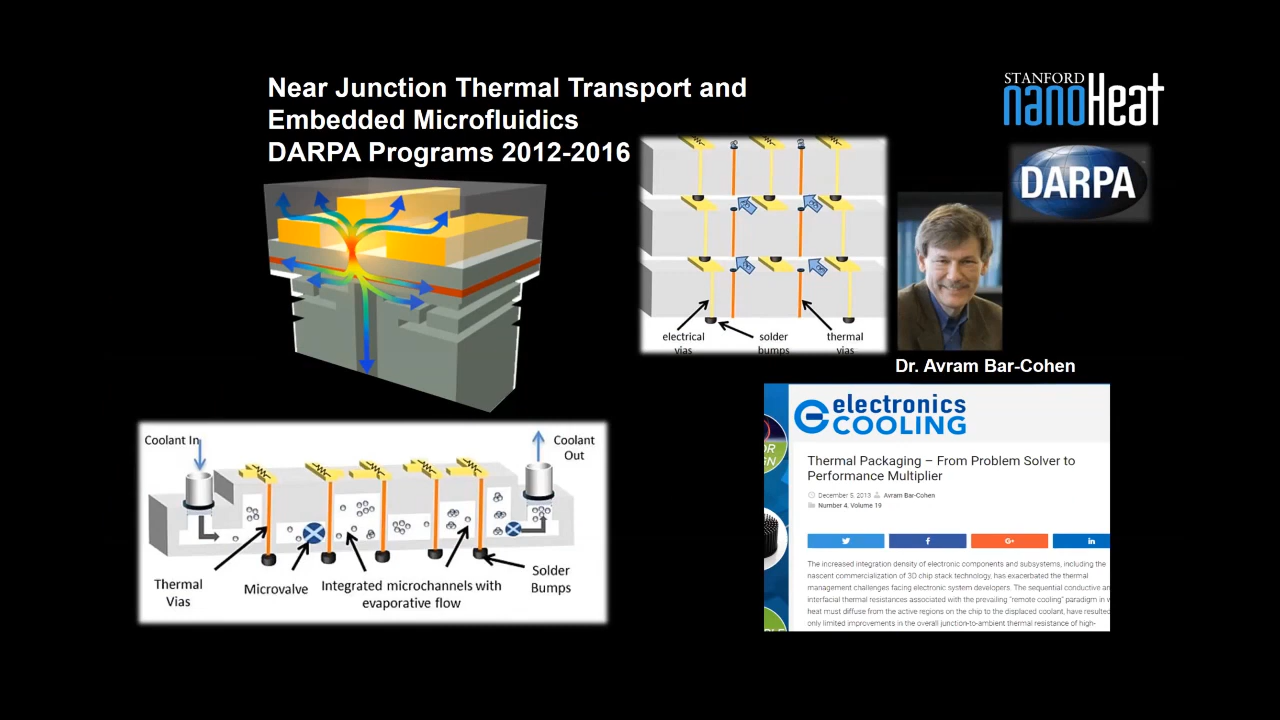 Near Junction Thermal Transport and
Embedded Microfluidics
DARPA Programs 2012-2016
STANFORD
nanoHeat
DARPA
electrical
vias
solder
bumps
thermal
vias
Dr. Avram Bar-Cohen
Coolant In
Coolant
Out
Thermal
Vias
Microvalve
Integrated microchannels with
evaporative flow
Solder
Bumps
electronics
COOLING
Thermal Packaging – From Problem Solver to
Performance Multiplier
December 5, 2013 Avram Bar-Cohen
Number 4, Volume 19
G+
in
The increased integration density of electronic components and subsystems, including the
nascent commercialization of 3D chip stack technology, has exacerbated the thermal
management challenges facing electronic system developers. The sequential conductive an
interfacial thermal resistances associated with the prevailing “remote cooling” paradigm in w
heat must diffuse from the active regions on the chip to the displaced coolant, have resulted
only limited improvements in the overall junction-to-ambient thermal resistance of high-